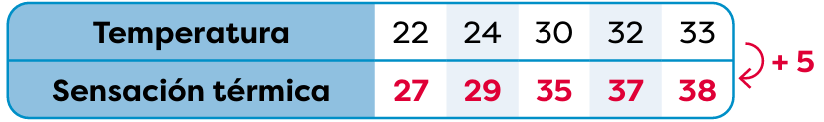 Temperatura 22 24 30 32 33
Sensación térmica 27 29 35 37 38
+ 5